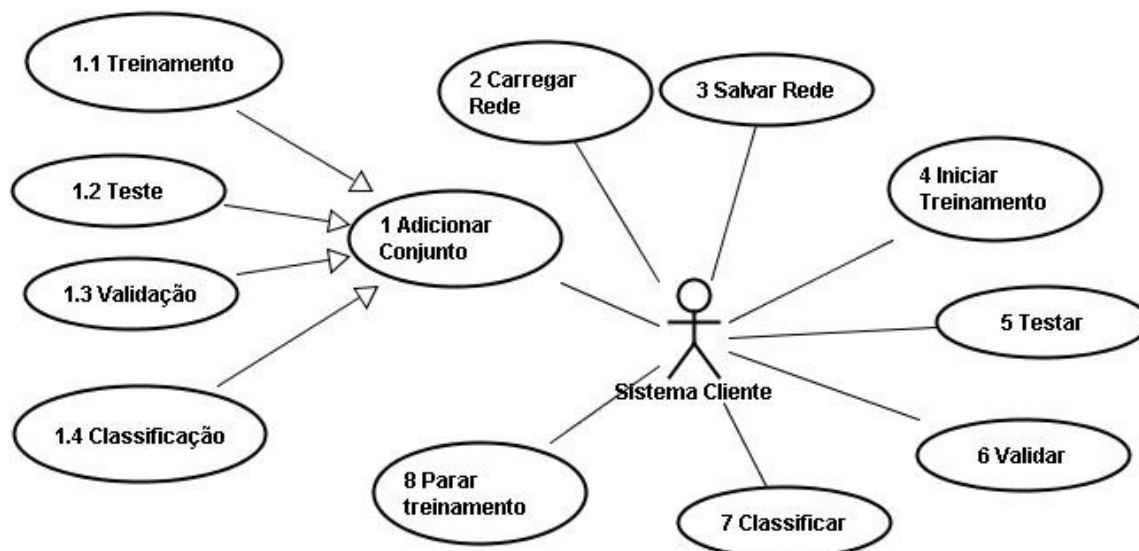 1.1 Treinamento
2 Carregar
Rede
3 Salvar Rede
1.2 Teste
4 Iniciar
Treinamento
1 Adicionar
Conjunto
1.3 Validação
5 Testar
Sistema Cliente
1.4 Classificação
6 Validar
8 Parar
treinamento
7 Classificar